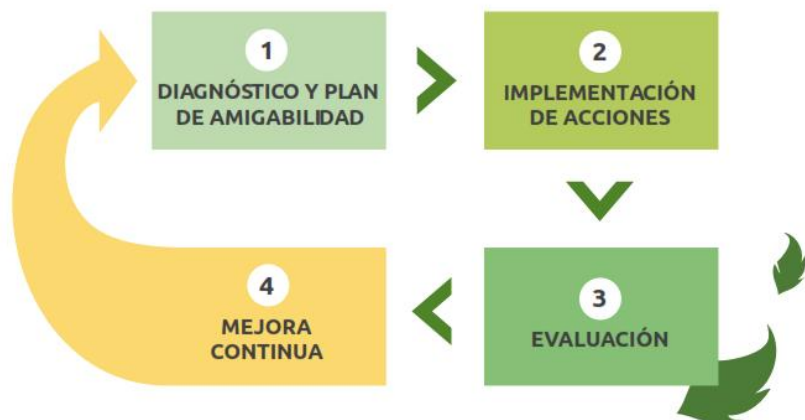 1
DIAGNÓSTICO Y PLAN
DE AMIGABILIDAD
2
IMPLEMENTACIÓN
DE ACCIONES
3
EVALUACIÓN
4
MEJORA
CONTINUA